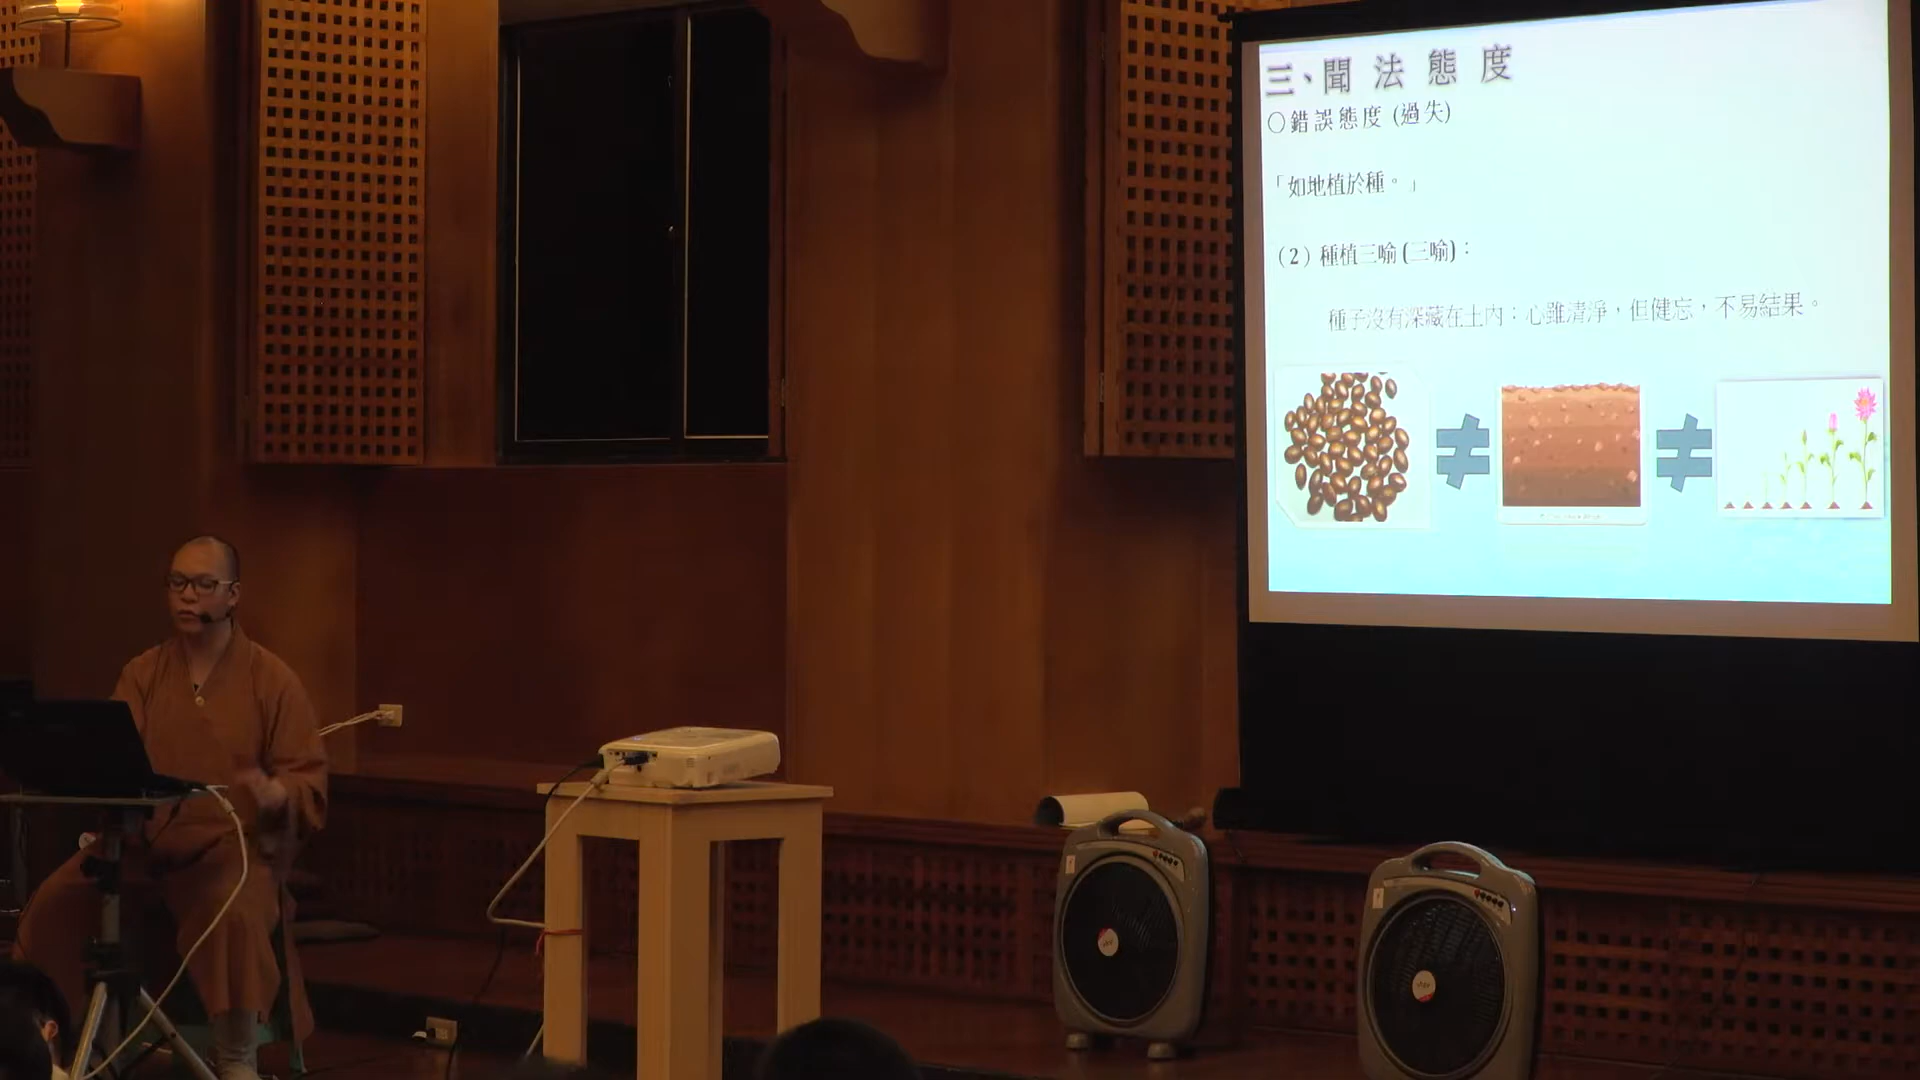 三、聞法態度
〇錯誤態度 (過失)
「如地植於種。」
（2）種植三喻 (三喻)：
種子沒有深藏在土內：心雖清淨，但健忘，不易結果。